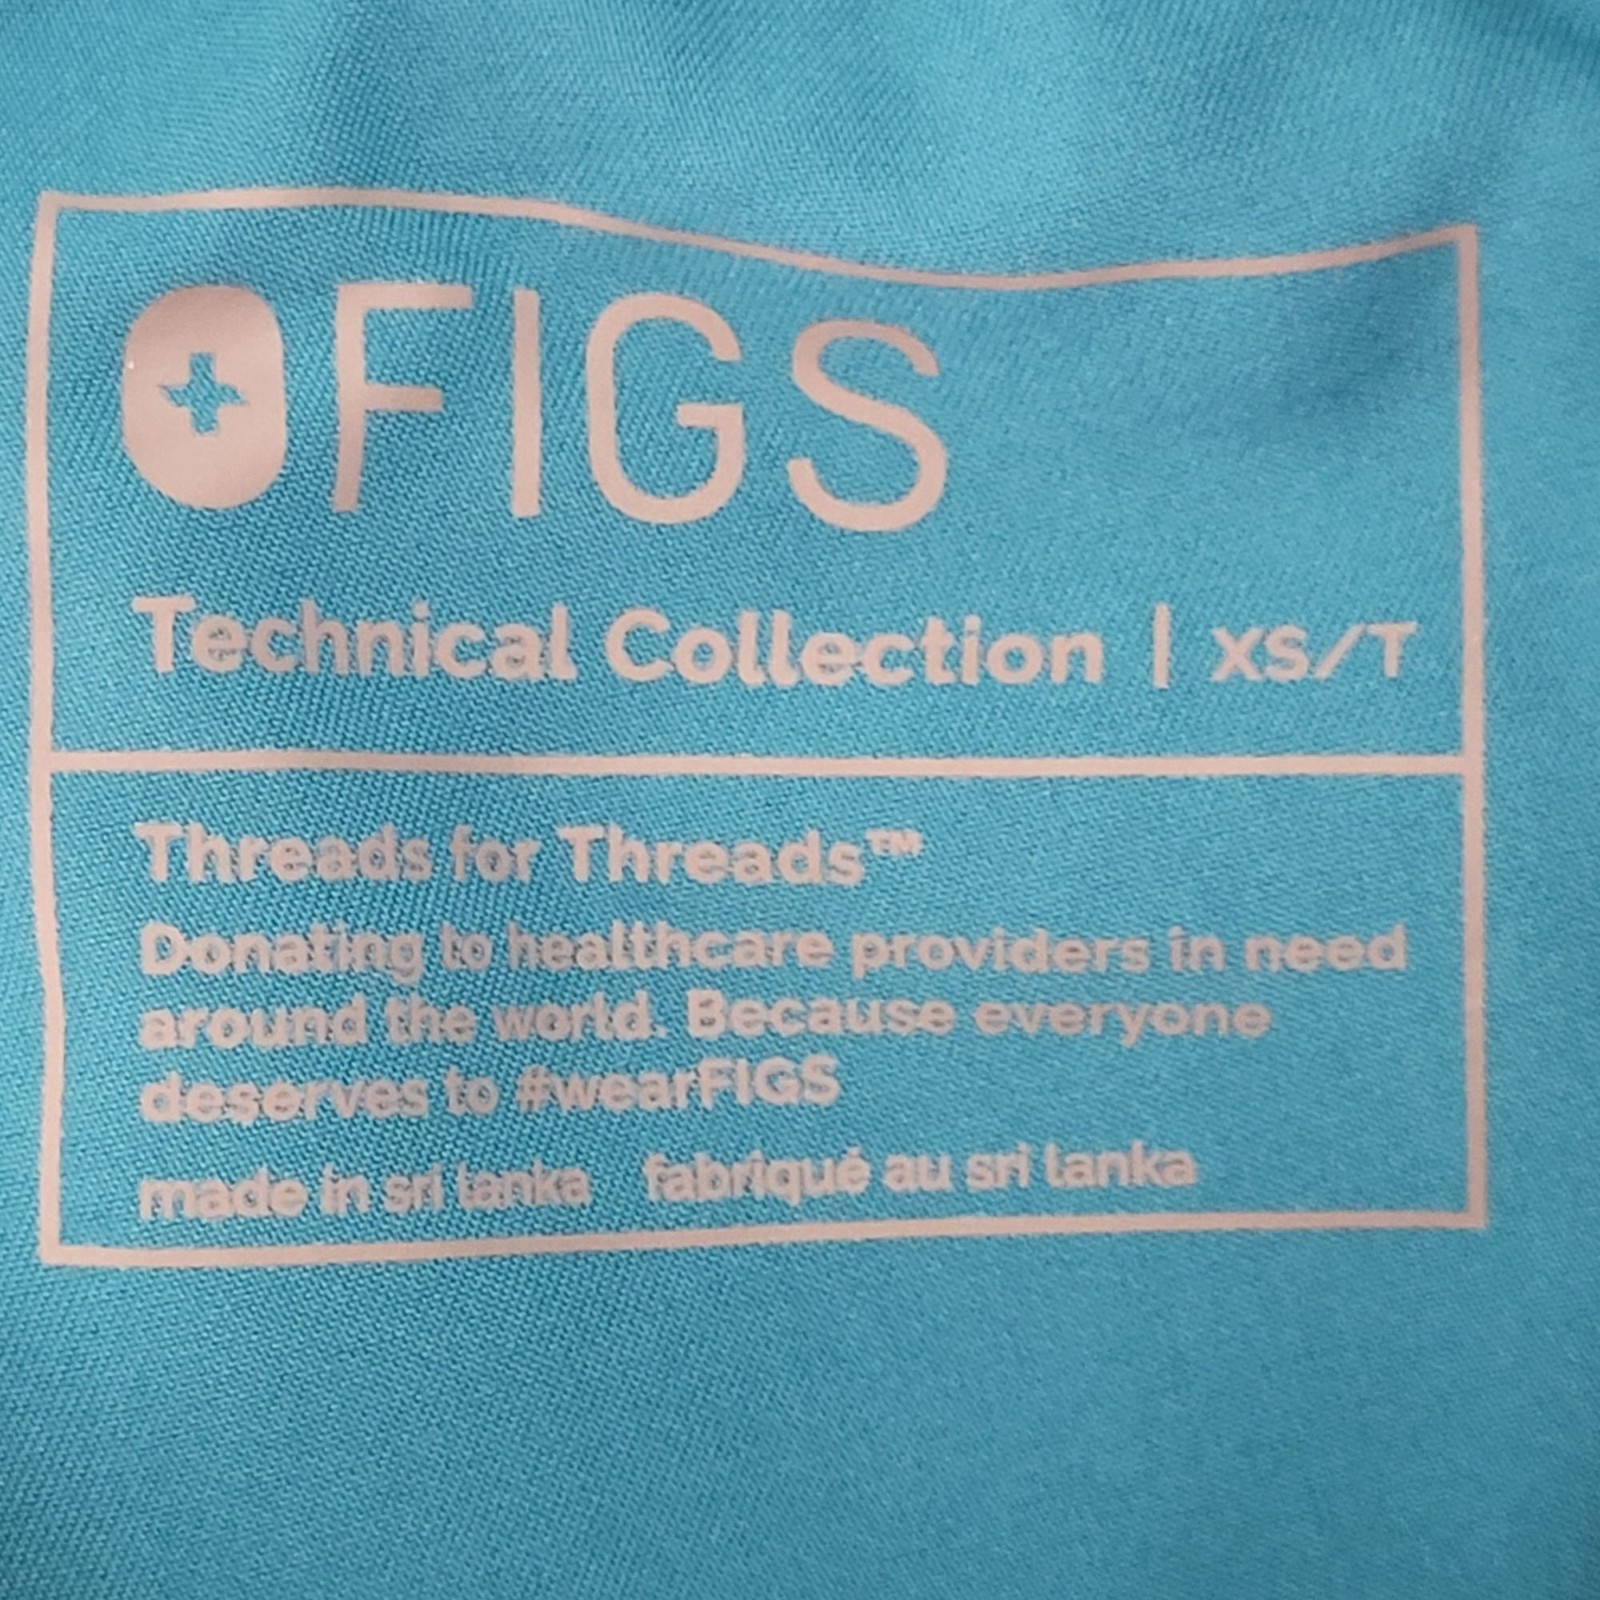 FIGS
Technical Collection | XS/T
Threads for Threads™
Donating to healthcare providers in need
around the world. Because everyone
deserves to #wearFIGS
made in sri lanka fabriqué au sri lanka